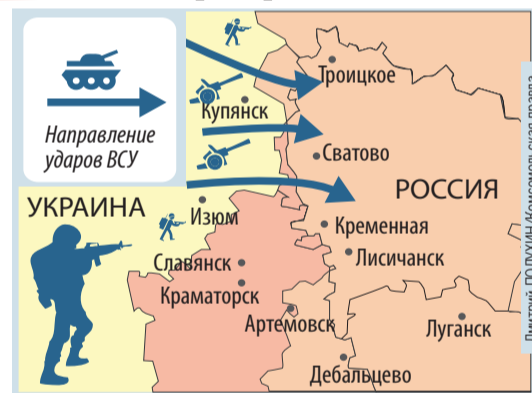 Направление
ударов ВСУ
Троицкое
Купянск
Сватово
РОССИЯ
УКРАИНА
Изюм
Кременная
Славянск
Лисичанск
Краматорск
Артемовск
Луганск
Дебальцево
Дмитрий ПОЛУХИН/Комсомольская правда